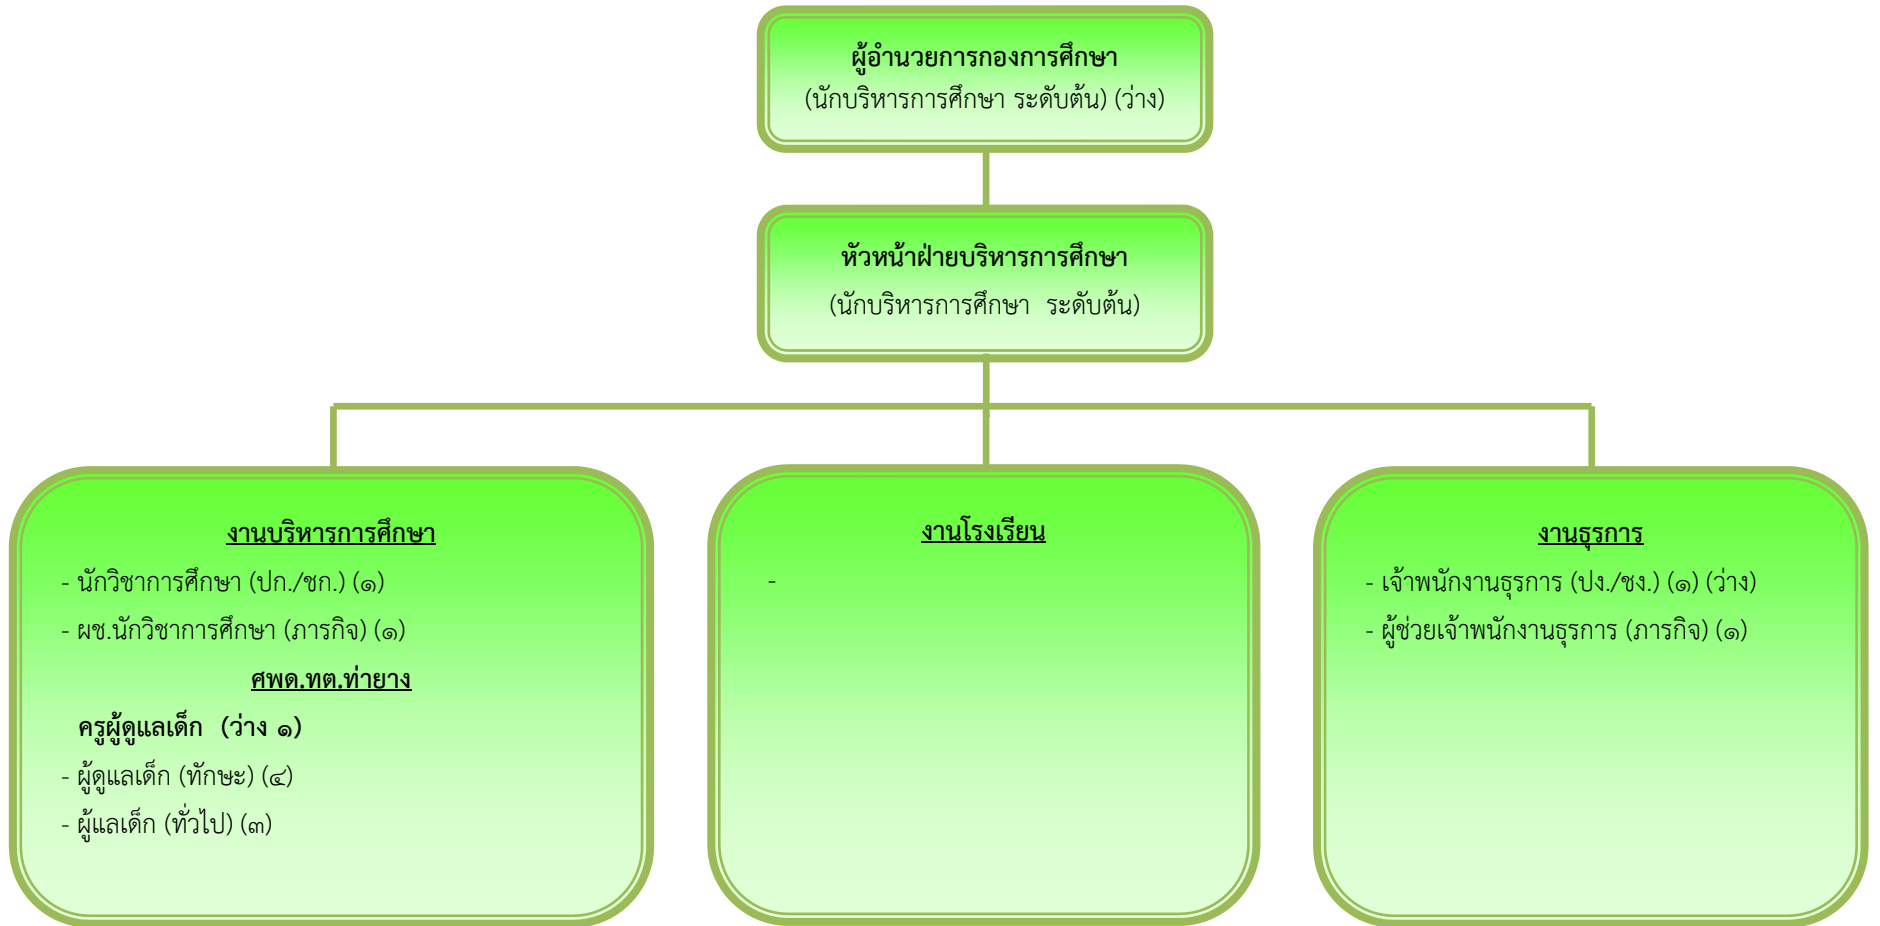 ผู้อำนวยการกองการศึกษา
(นักบริหารการศึกษา ระดับต้น) (ว่าง)
หัวหน้าฝ่ายบริหารการศึกษา
(นักบริหารการศึกษา ระดับต้น)
งานบริหารการศึกษา
- นักวิชาการศึกษา (ปก./ชก.) (๑)
- ผช.นักวิชาการศึกษา (ภารกิจ) (๑)
ศพด.ทต.ท่ายาง
ครูผู้ดูแลเด็ก (ว่าง ๑)
- ผู้ดูแลเด็ก (ทักษะ) (๔)
- ผู้แลเด็ก (ทั่วไป) (๓)
งานโรงเรียน
-
งานธุรการ
- เจ้าพนักงานธุรการ (ปง./ชง.) (๑) (ว่าง)
- ผู้ช่วยเจ้าพนักงานธุรการ (ภารกิจ) (๑)